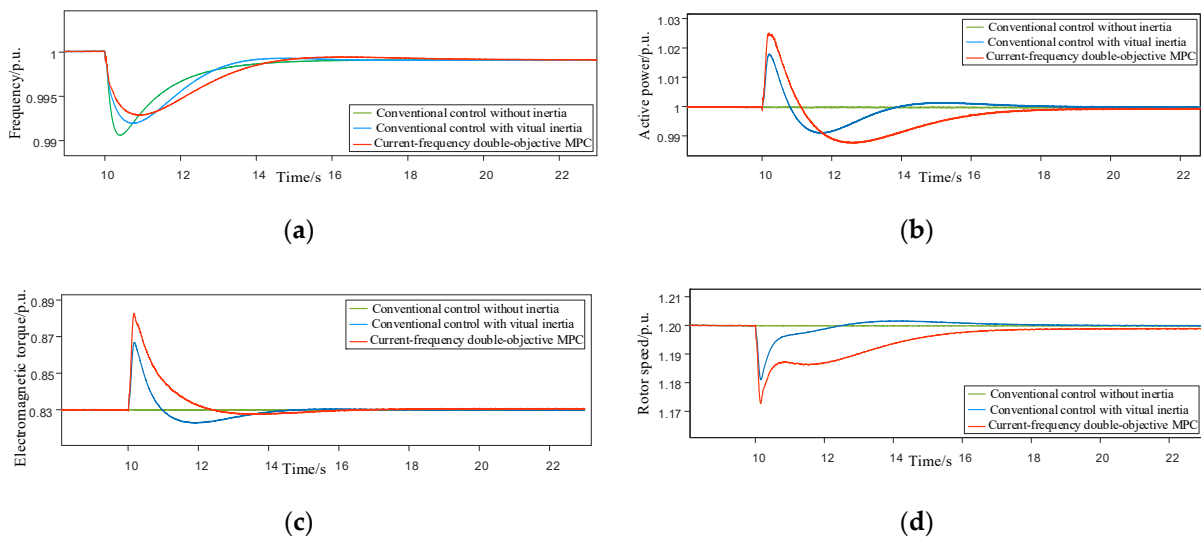 Frequency/p.u.
1
0.995
0.99
Conventional control without inertia
Conventional control with vitual inertia
Current-frequency double-objective MPC
10 12 14 16 18 20 22
Time/s
(a)
Active power/p.u.
1.03
1.02
1.01
1
0.99
Conventional control without inertia
Conventional control with vitual inertia
Current-frequency double-objective MPC
10 12 14 16 18 20 22
Time/s
(b)
Electromagnetic torque/p.u.
0.89
0.87
0.85
0.83
Conventional control without inertia
Conventional control with vitual inertia
Current-frequency double-objective MPC
10 12 14 16 18 20 22
Time/s
(c)
Rotor speed/p.u.
1.21
1.20
1.19
1.18
1.17
Conventional control without inertia
Conventional control with vitual inertia
Current-frequency double-objective MPC
10 12 14 16 18 20 22
Time/s
(d)